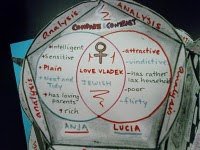 Analysis
ANALYSIS
COMPARE CONTRAST
intelligent
Sensitive
Plain
Neat and
Tidy
has loving
parents
rich
LOVE VLADEK
JEWISH
attractive
vindictive
Has rather
lax household
poor
flirty
ANJA
LUCIA
analysis
analysis